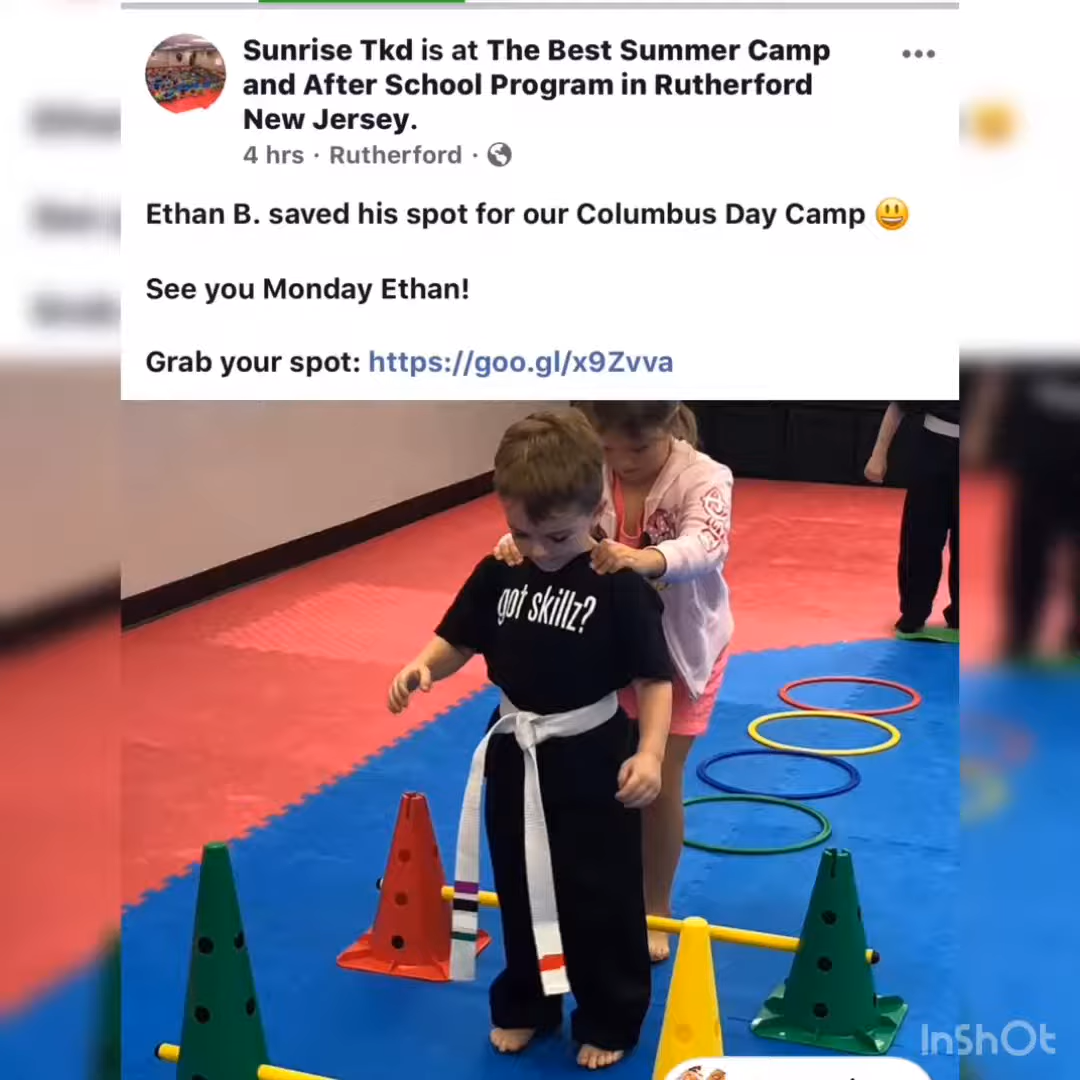 Sunrise Tkd is at The Best Summer Camp
and After School Program in Rutherford
New Jersey.
4 hrs · Rutherford ·
Ethan B. saved his spot for our Columbus Day Camp 😃
See you Monday Ethan!
Grab your spot: https://goo.gl/x9Zvva
got skillz?
InShOt